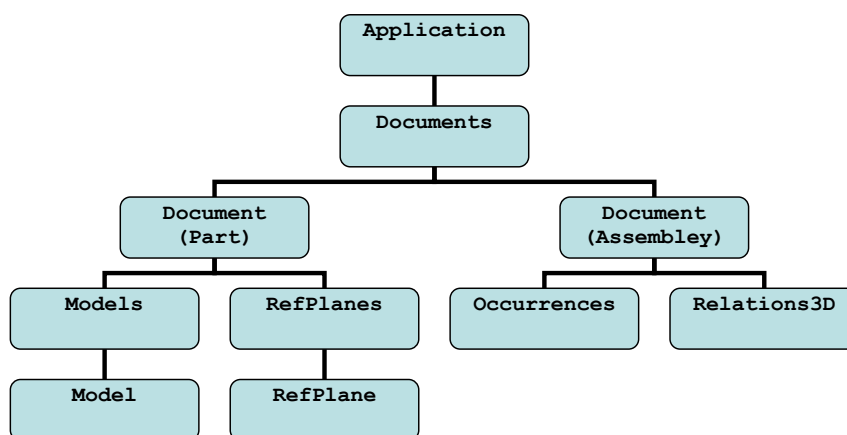 Application
Documents
Document
(Part)
Document
(Assembley)
Models
RefPlanes
Occurrences
Relations3D
Model
RefPlane